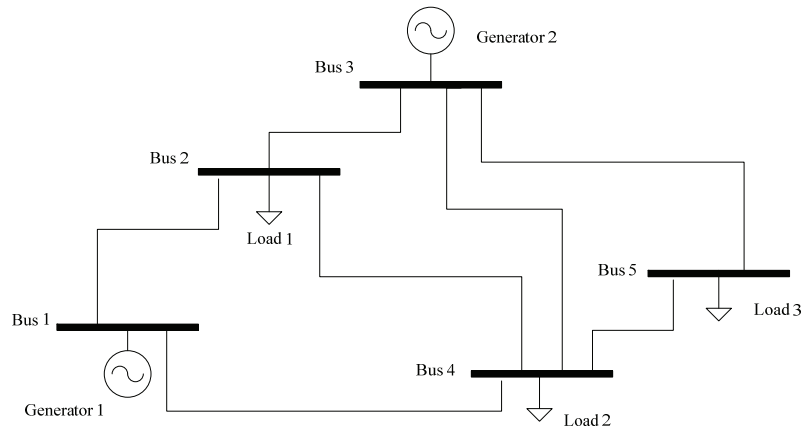 Generator 2
Bus 3
Bus 2
Load 1
Bus 5
Load 3
Bus 1
Bus 4
Generator 1
Load 2